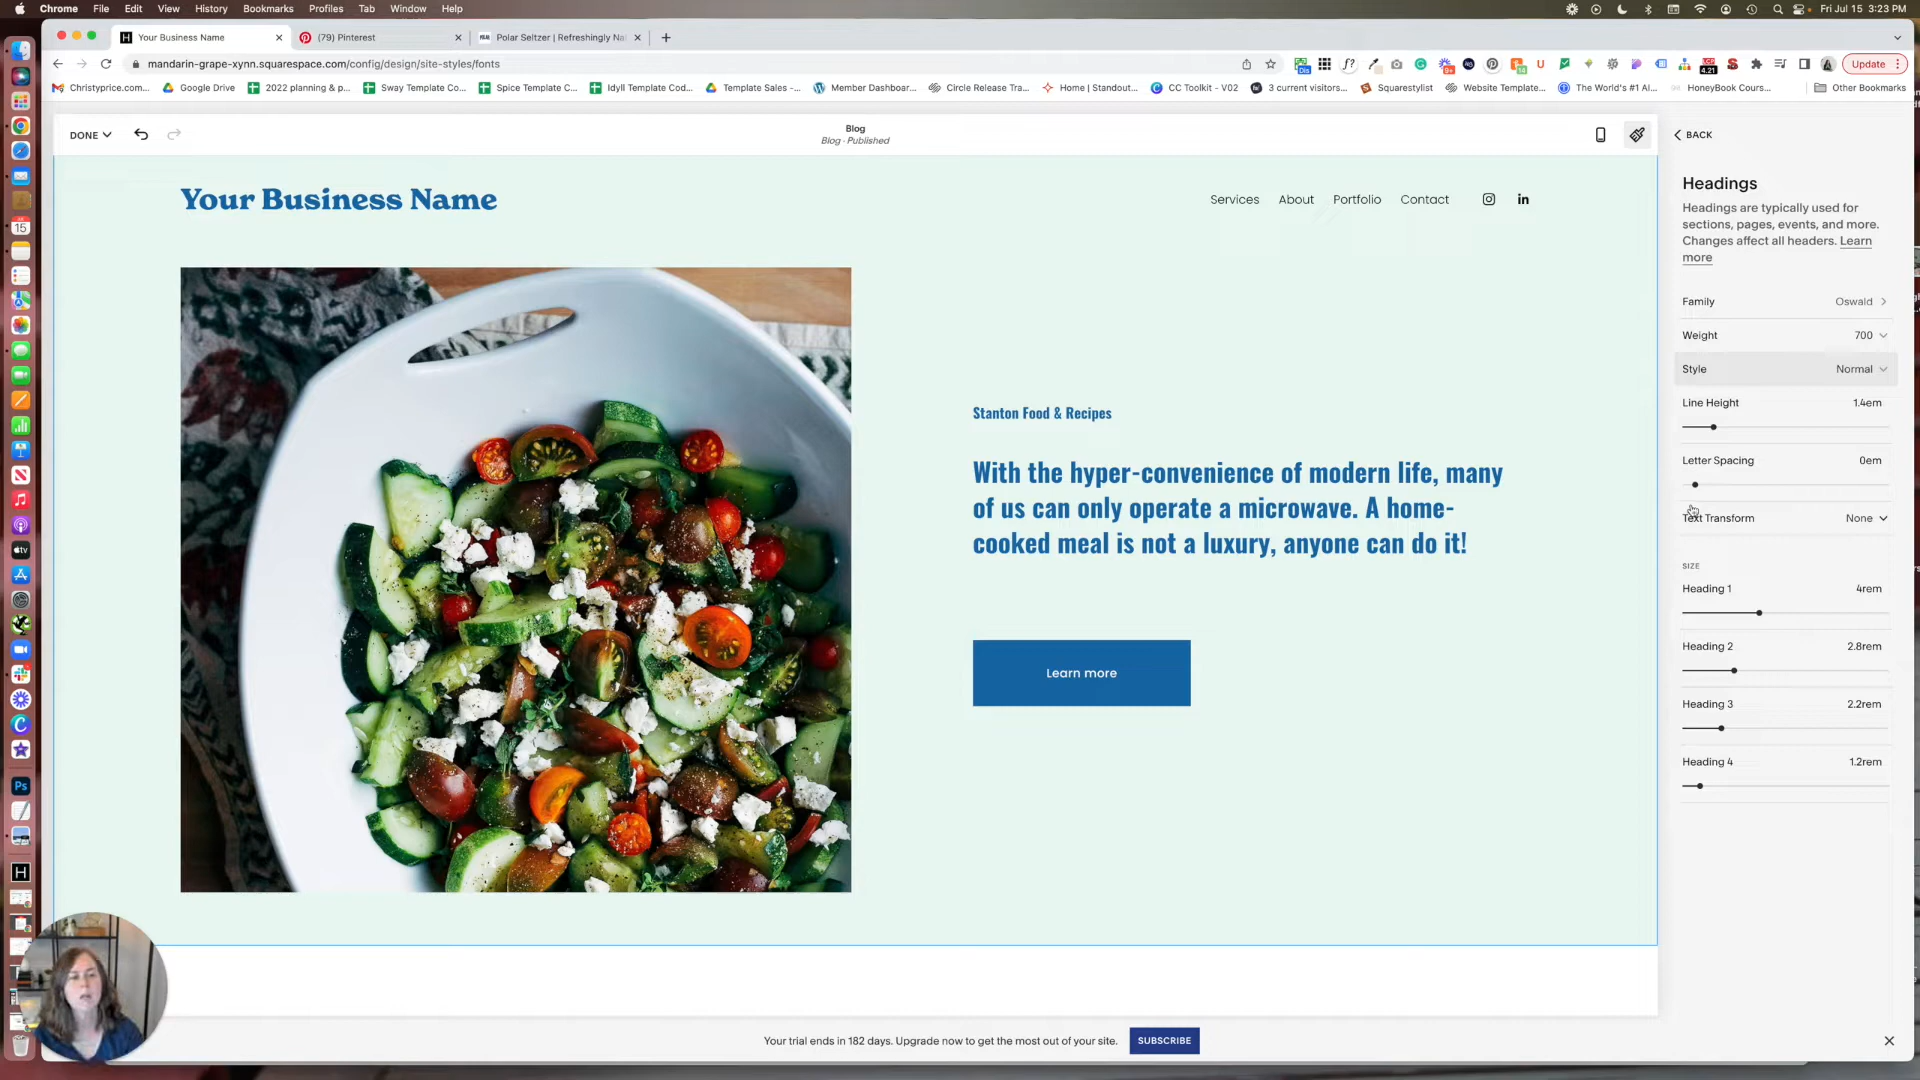 Chrome File Edit View History Bookmarks Profiles Tab Window Help
Fri Jul 15 3:23 PM
Your Business Name
(79) Pinterest
Polar Seltzer | Refreshingly Na
mandarin-grape-xynn.squarespace.com/config/design/site-styles/fonts
Update
Christyprice.com...
Google Drive
2022 planning & p...
Sway Template Co...
Spice Template C...
Idyll Template Cod...
Template Sales -...
Member Dashboar...
Circle Release Tra...
Home | Standout...
CC Toolkit - V02
3 current visitors...
Squarestylist
Website Template...
The World's #1 AI...
HoneyBook Cours...
Other Bookmarks
DONE
Blog
Blog · Published
BACK
Your Business Name
Services About Portfolio Contact
in
Stanton Food & Recipes
With the hyper-convenience of modern life, many
of us can only operate a microwave. A home-
cooked meal is not a luxury, anyone can do it!
Learn more
Headings
Headings are typically used for
sections, pages, events, and more.
Changes affect all headers. Learn
more
Family Oswald
Weight 700
Style Normal
Line Height 1.4em
Letter Spacing 0em
Text Transform None
SIZE
Heading 1 4rem
Heading 2 2.8rem
Heading 3 2.2rem
Heading 4 1.2rem
Your trial ends in 182 days. Upgrade now to get the most out of your site.
SUBSCRIBE